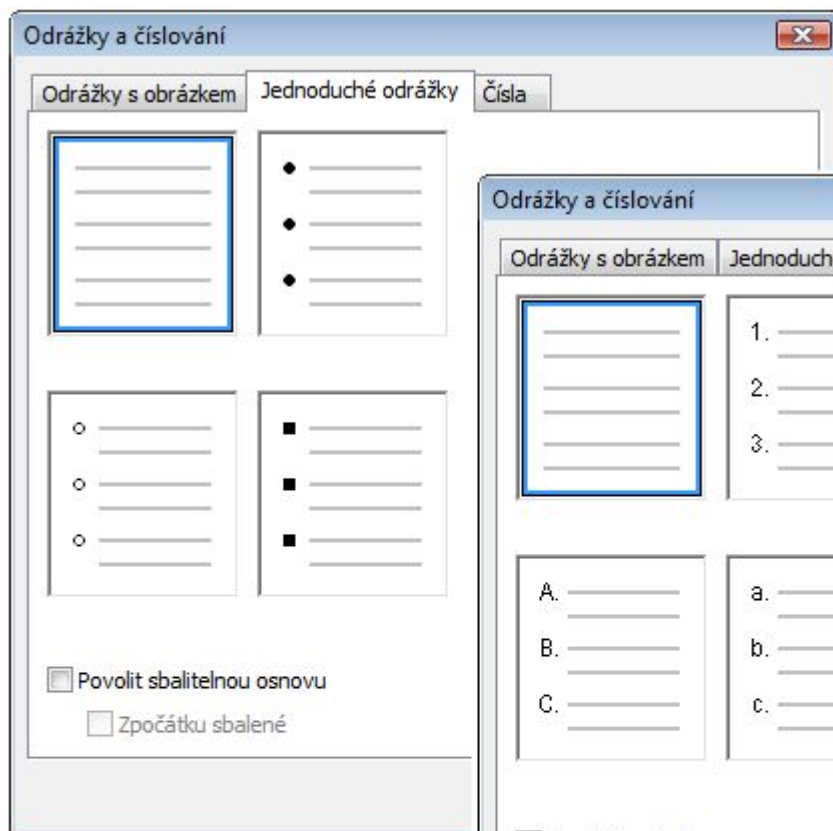 Odrážky a číslování
Odrážky s obrázkem
Jednoduché odrážky
Čísla
Povolit sbalitelnou osnovu
Zpočátku sbalené
Odrážky a číslování
Odrážky s obrázkem
Jednoduch
1.
2.
3.
A.
B.
C.
a.
b.
c.